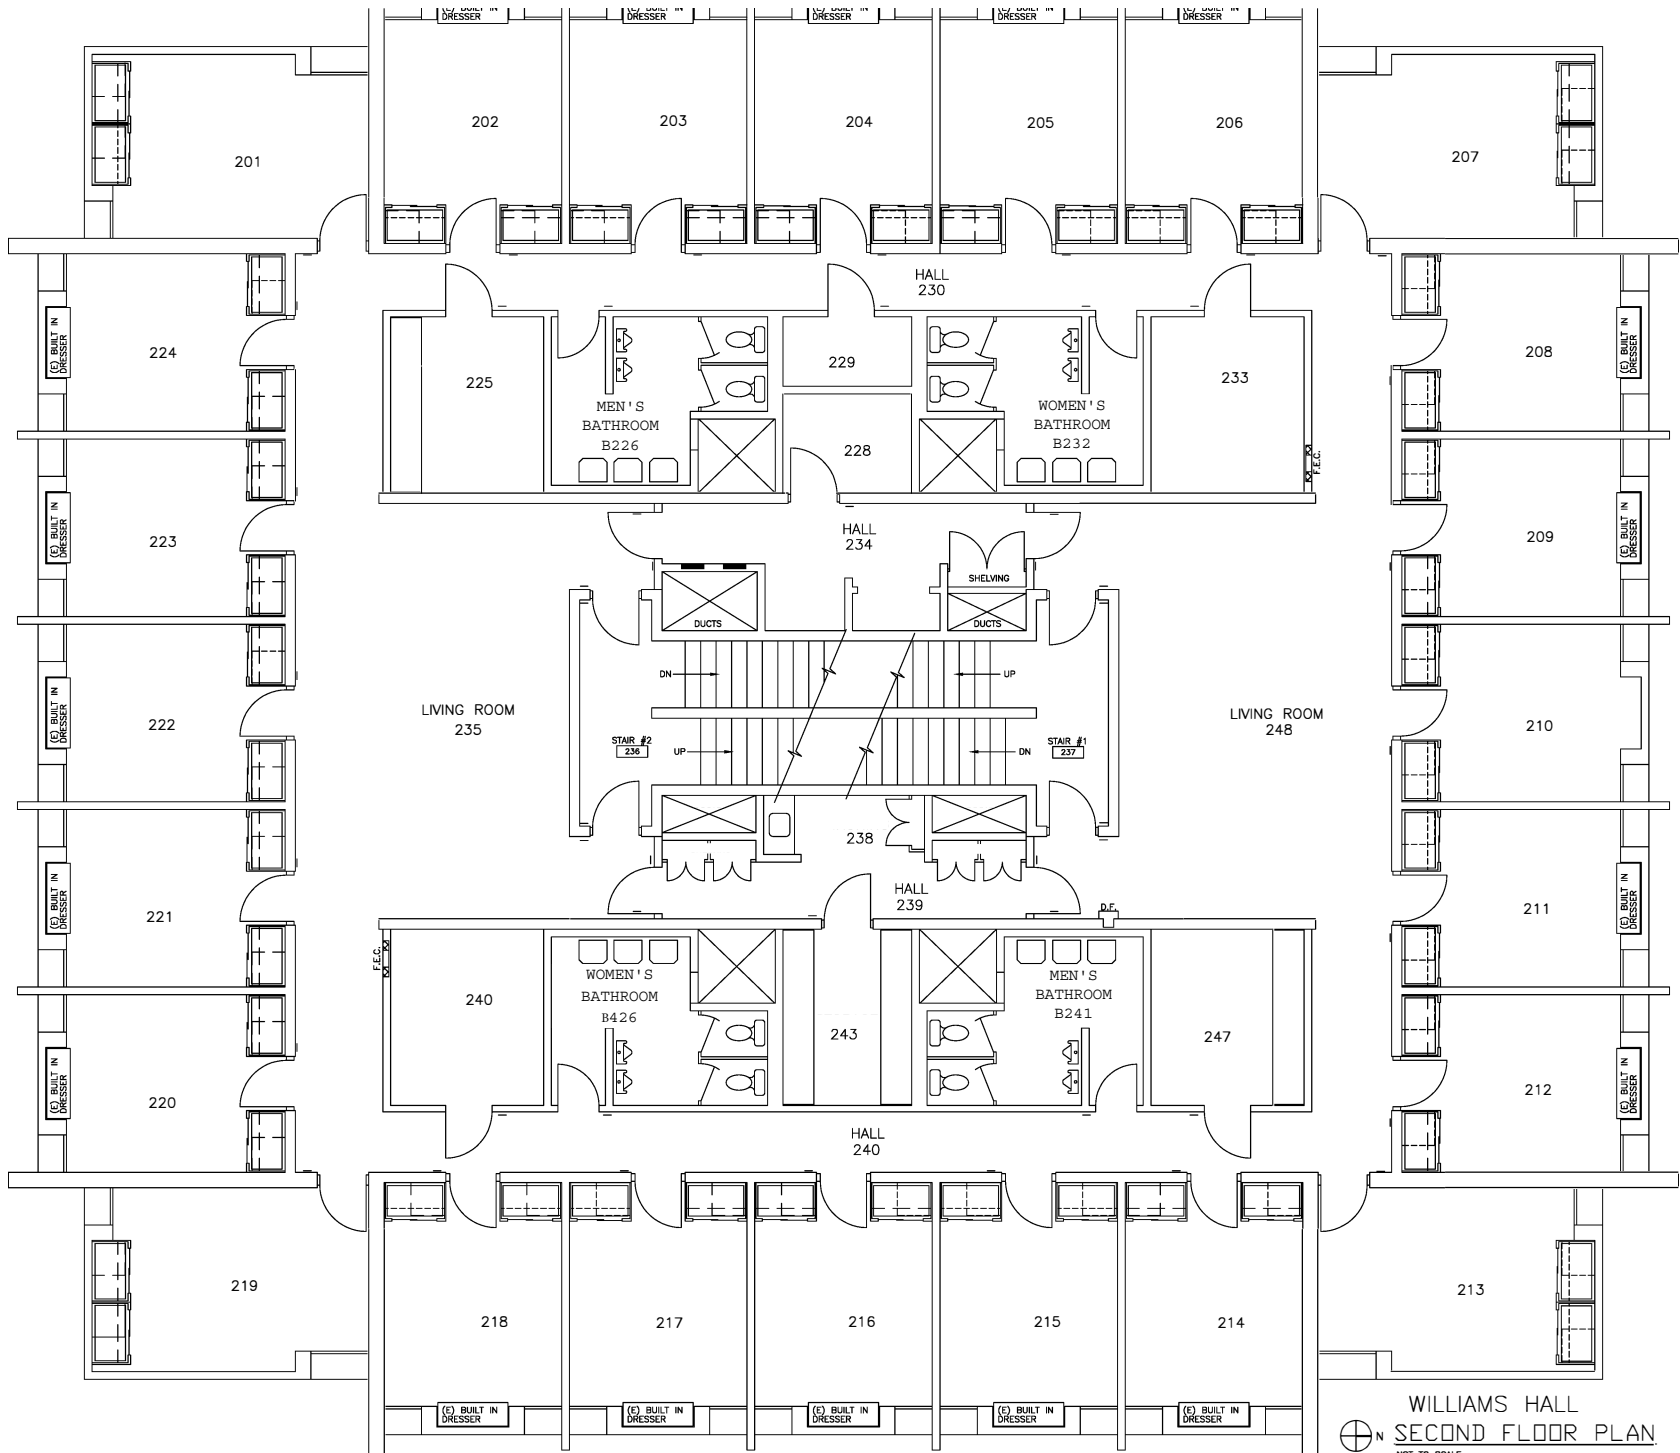 (E) BUILT IN
DRESSER
(E) BUILT IN
DRESSER
(E) BUILT IN
DRESSER
(E) BUILT IN
DRESSER
(E) BUILT IN
DRESSER
201
202
203
204
205
206
207
HALL
230
224
(E) BUILT IN
DRESSER
225
MEN'S
BATHROOM
B226
229
228
WOMEN'S
BATHROOM
B232
233
F.E.C.
208
(E) BUILT IN
DRESSER
223
(E) BUILT IN
DRESSER
HALL
234
SHELVING
DUCTS
DUCTS
209
(E) BUILT IN
DRESSER
222
(E) BUILT IN
DRESSER
LIVING ROOM
235
DN
UP
STAIR #2
236
UP
DN
STAIR #1
237
LIVING ROOM
248
210
221
(E) BUILT IN
DRESSER
238
HALL
239
D.F.
211
(E) BUILT IN
DRESSER
F.E.C.
240
WOMEN'S
BATHROOM
B426
243
MEN'S
BATHROOM
B241
247
220
(E) BUILT IN
DRESSER
212
(E) BUILT IN
DRESSER
HALL
240
219
218
217
216
215
214
213
(E) BUILT IN
DRESSER
(E) BUILT IN
DRESSER
(E) BUILT IN
DRESSER
(E) BUILT IN
DRESSER
(E) BUILT IN
DRESSER
WILLIAMS HALL
N SECOND FLOOR PLAN
NOT TO SCALE